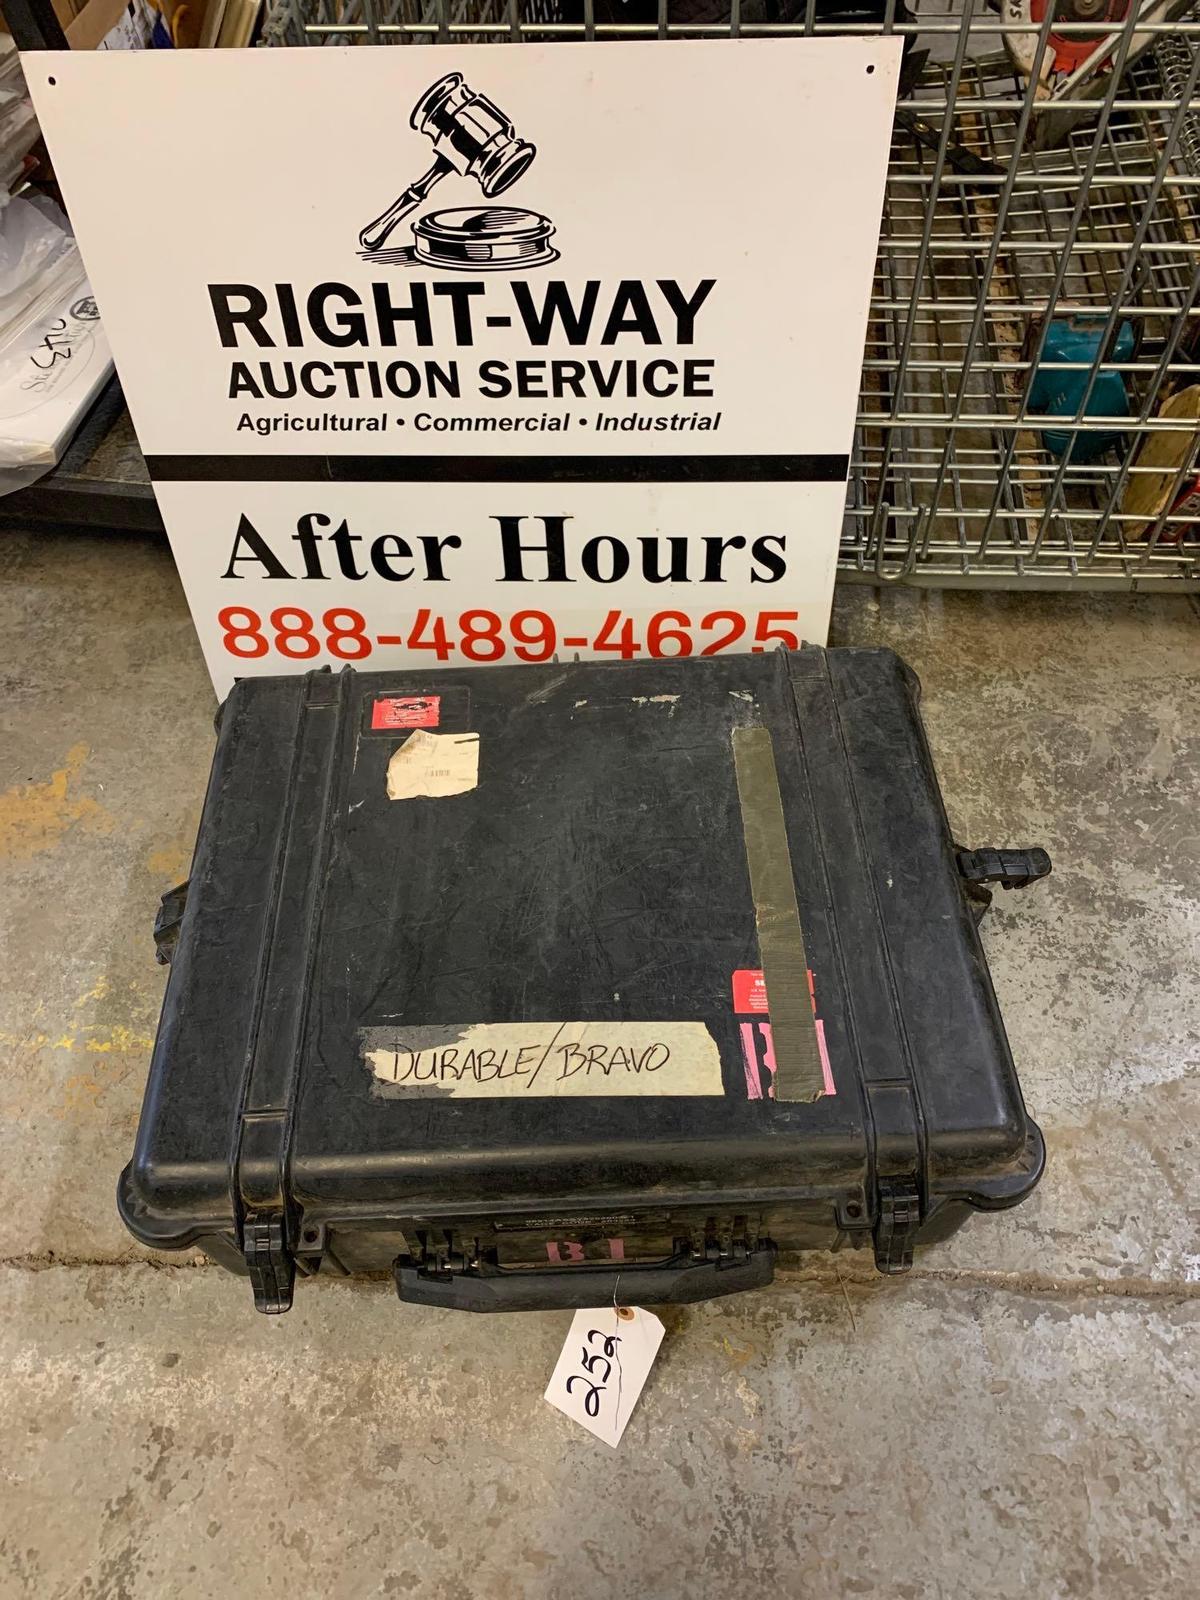 RIGHT-WAY
AUCTION SERVICE
Agricultural • Commercial • Industrial
After Hours
888-489-4625
DURABLE/BRAVO
B1
252